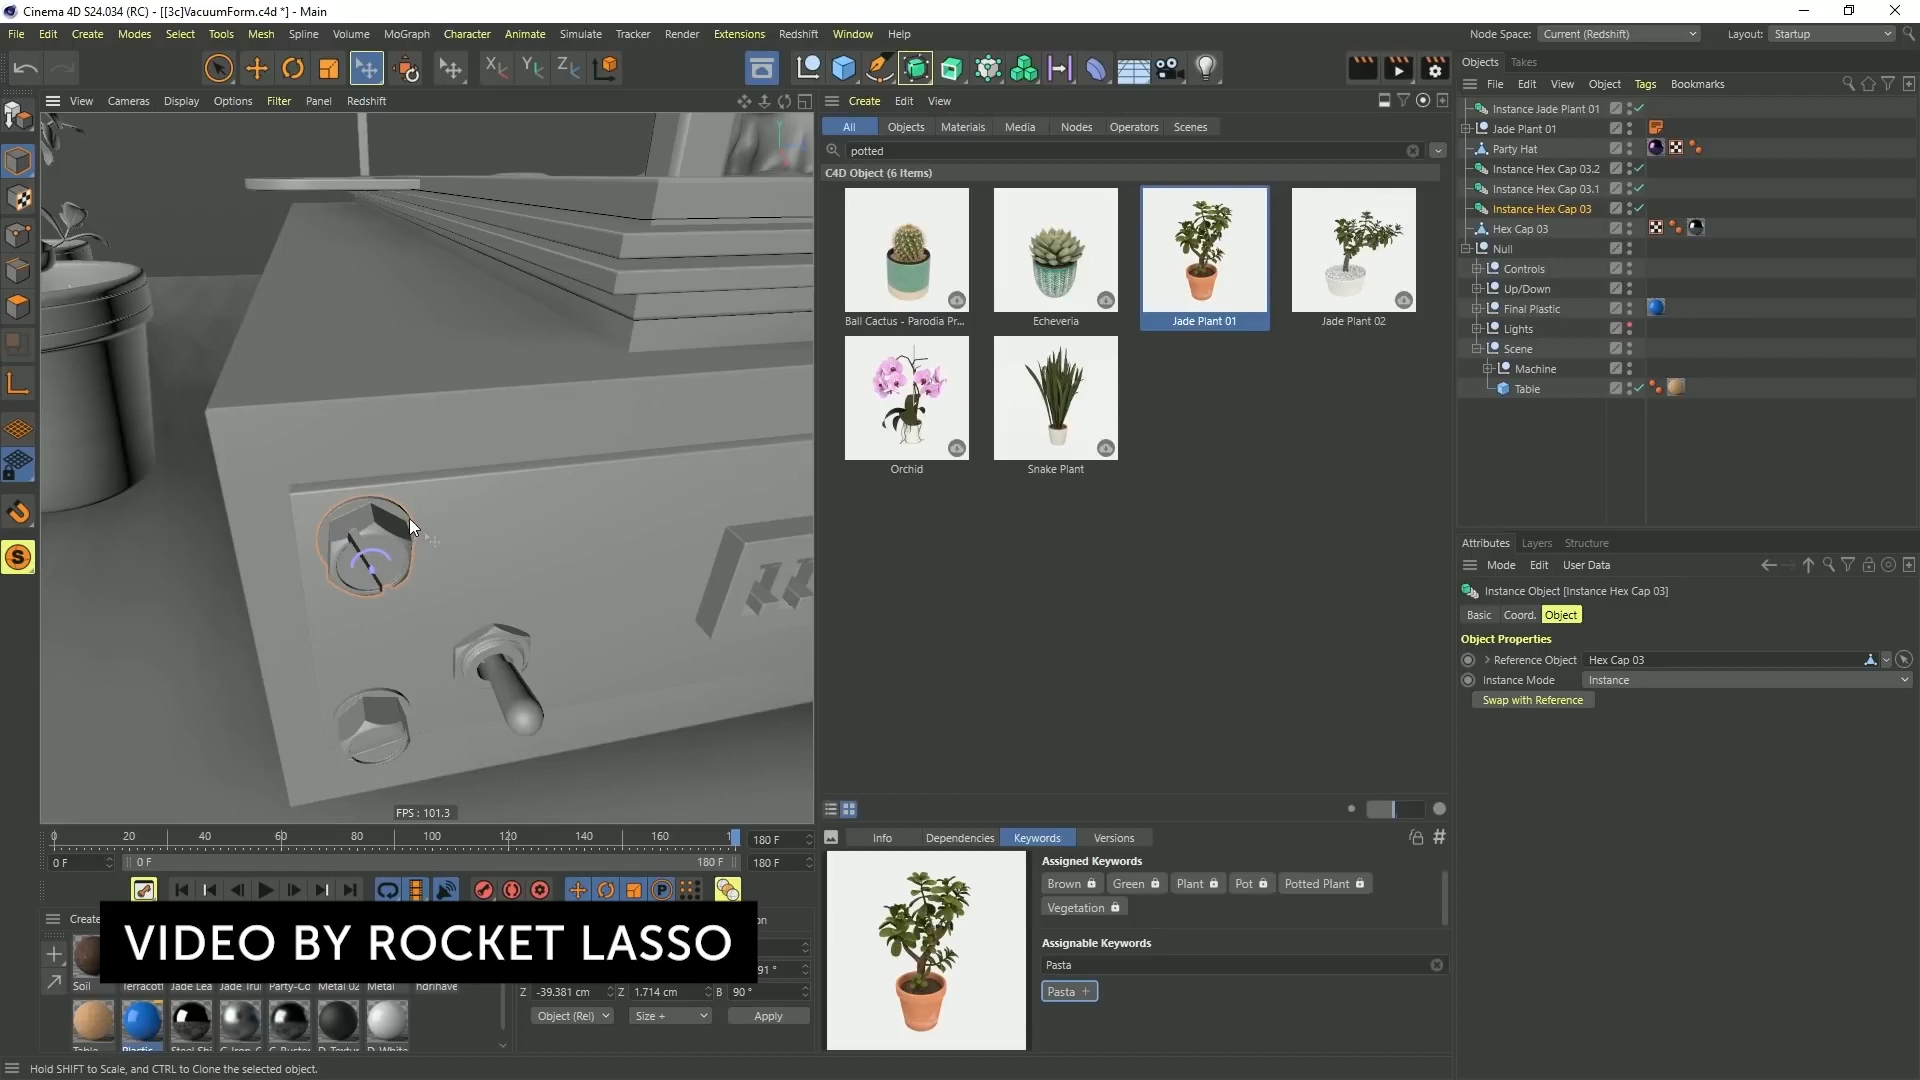 Cinema 4D S24.034 (RC) - [[3c]VacuumForm.c4d *] - Main
File Edit Create Modes Select Tools Mesh Spline Volume MoGraph Character Animate Simulate Tracker Render Extensions Redshift Window Help
Node Space: Current (Redshift) Layout: Startup
View Cameras Display Options Filter Panel Redshift
Create Edit View
All Objects Materials Media Nodes Operators Scenes
potted
C4D Object (6 Items)
Ball Cactus - Parodia Pr... Echeveria Jade Plant 01 Jade Plant 02
Orchid Snake Plant
Objects Takes
File Edit View Object Tags Bookmarks
Instance Jade Plant 01
Jade Plant 01
Party Hat
Instance Hex Cap 03.2
Instance Hex Cap 03.1
Instance Hex Cap 03
Hex Cap 03
Null
Controls
Up/Down
Final Plastic
Lights
Scene
Machine
Table
Attributes Layers Structure
Mode Edit User Data
Instance Object [Instance Hex Cap 03]
Basic Coord. Object
Object Properties
Reference Object Hex Cap 03
Instance Mode Instance
Swap with Reference
FPS : 101.3
0 20 40 60 80 100 120 140 160 180 F
0 F 0 F 180 F 180 F
Info Dependencies Keywords Versions
Assigned Keywords
Brown Green Plant Pot Potted Plant
Vegetation
Assignable Keywords
Pasta
Pasta +
Create
VIDEO BY ROCKET LASSO
Soil Jade Lea Metal 02 Metal
Z -39.381 cm Z 1.714 cm B 90 °
Object (Rel) Size + Apply
Hold SHIFT to Scale, and CTRL to Clone the selected object.